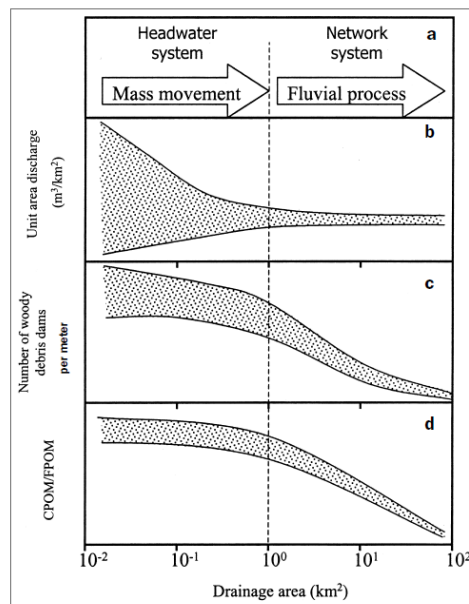 Headwater system
Network system
a
Mass movement
Fluvial process
b
Unit area discharge
(m³/km²)
c
Number of woody
debris dams
per meter
d
CPOM/FPOM
10⁻² 10⁻¹ 10⁰ 10¹ 10²
Drainage area (km²)